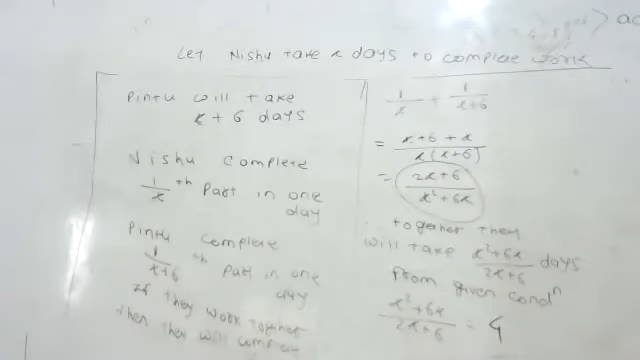 Let Nishu take x days to complae work
Pintu will take
x + 6 days
Nishu complete
1/x th Part in one
day
Pintu complete
1/x+6 th Part in one
day
If they work together
then they will
1/x + 1/x+6
= x+6+x / x(x+6)
= 2x+6 / x²+6x
together they
will take x²+6x / 2x+6 days
From given condⁿ
x²+6x / 2x+6 = 4